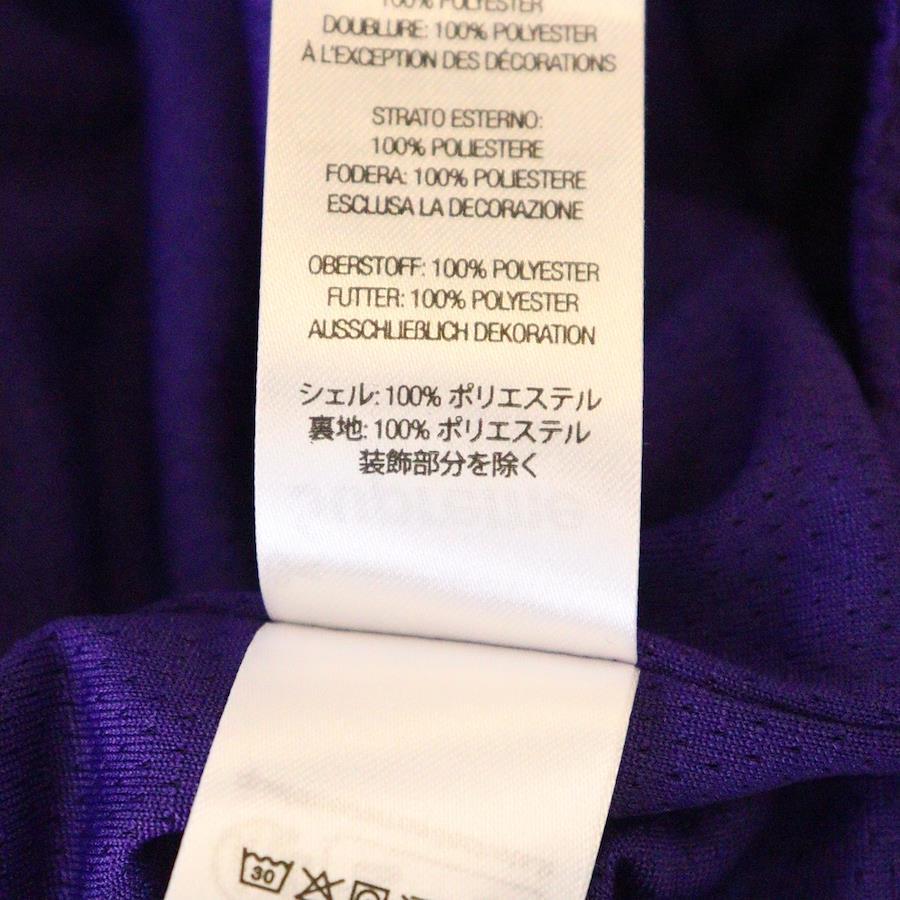 100% POLYESTER
DOUBLURE: 100% POLYESTER
À L'EXCEPTION DES DÉCORATIONS
STRATO ESTERNO:
100% POLIESTERE
FODERA: 100% POLIESTERE
ESCLUSA LA DECORAZIONE
OBERSTOFF: 100% POLYESTER
FUTTER: 100% POLYESTER
AUSSCHLIEßLICH DEKORATION
シェル: 100% ポリエステル
裏地: 100% ポリエステル
装飾部分を除く
30